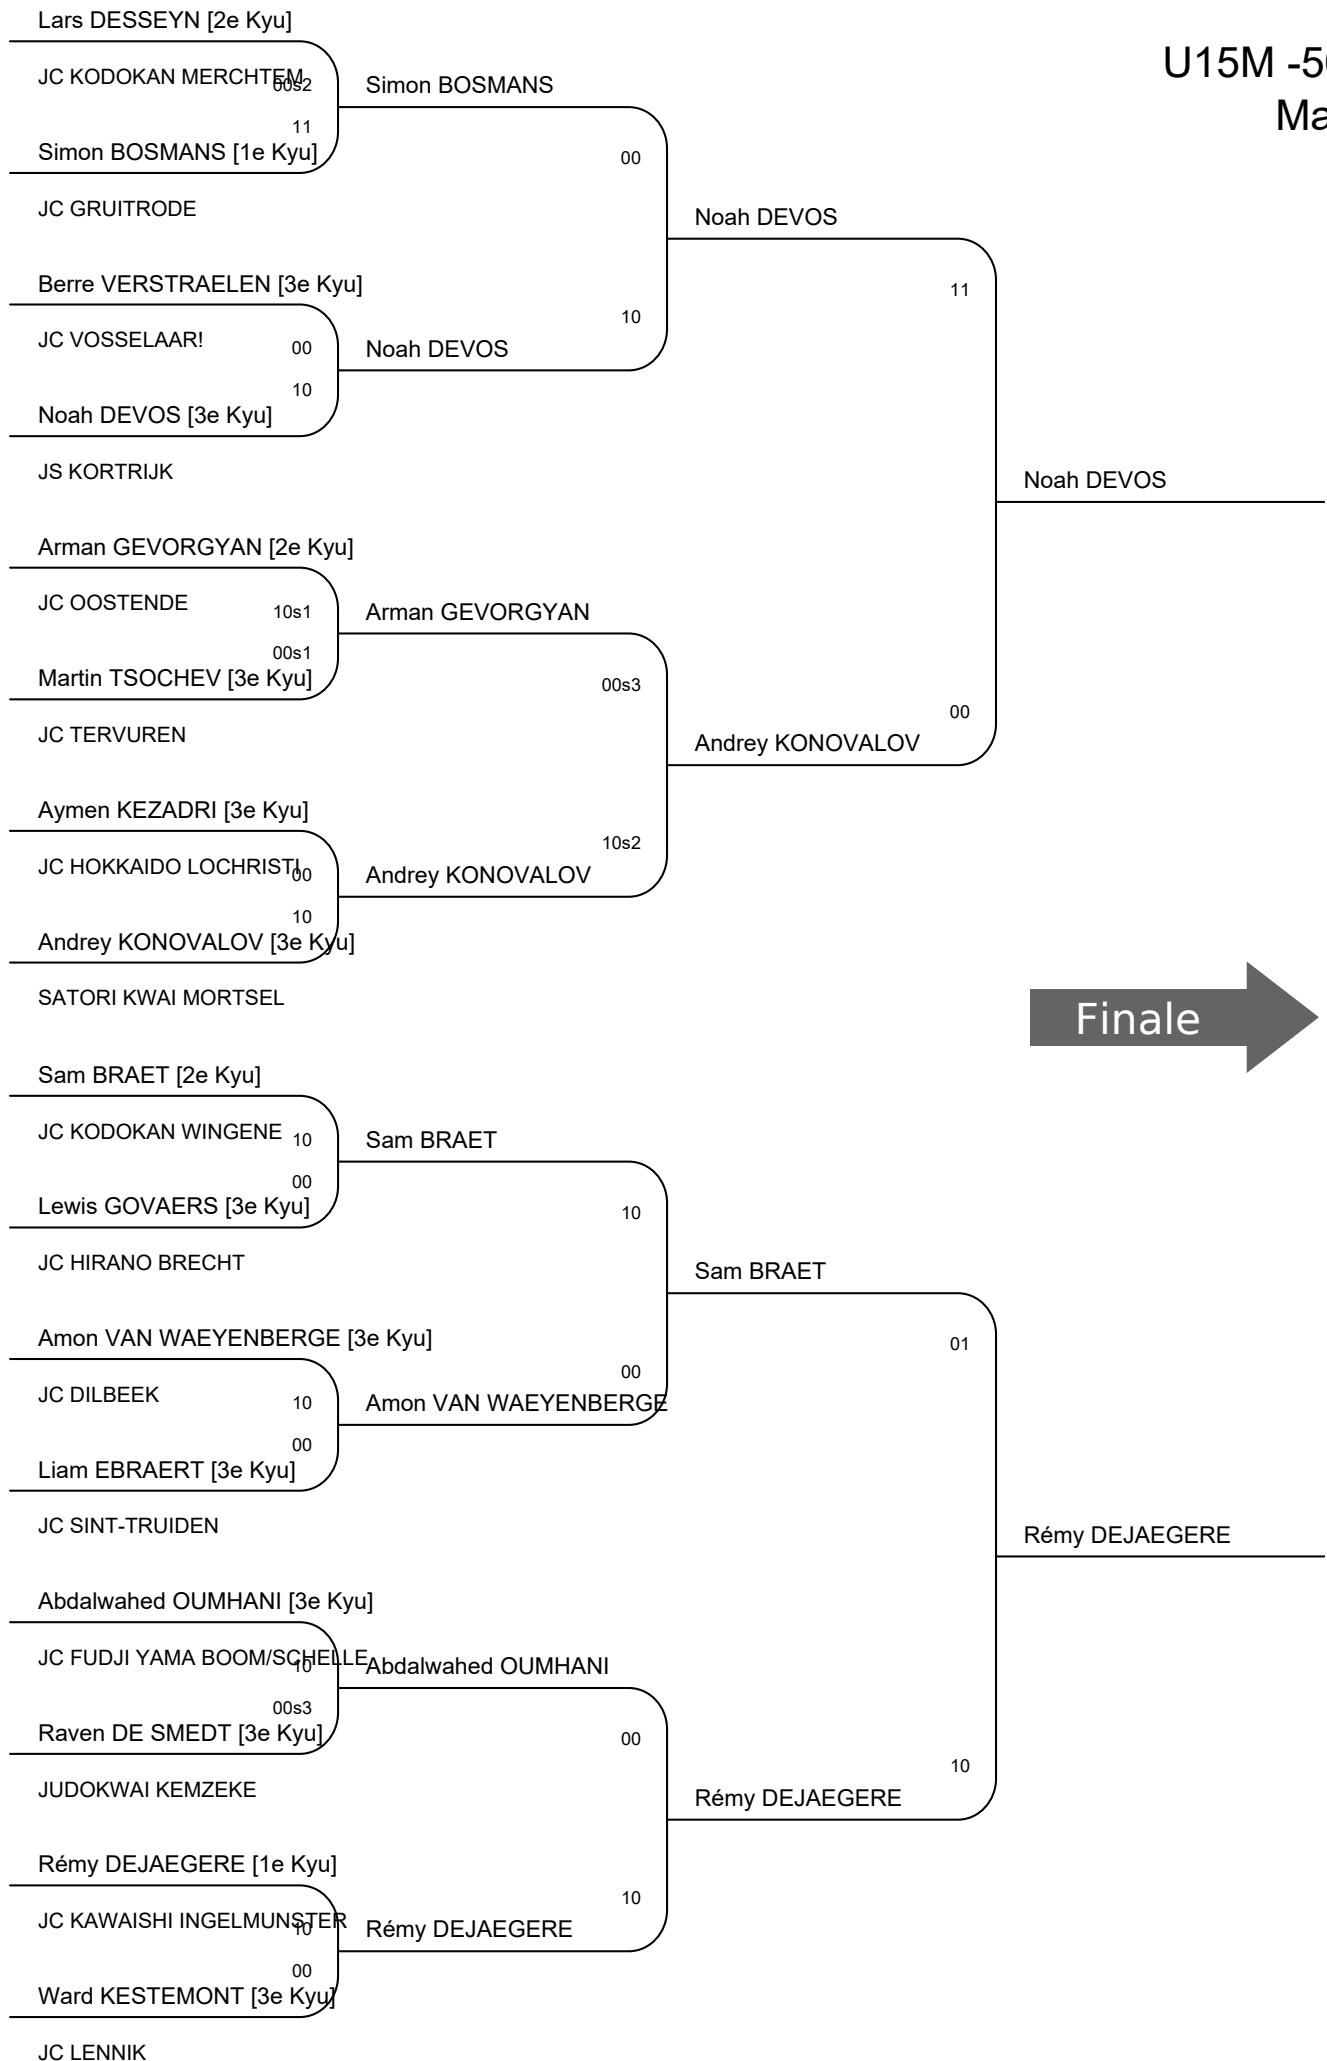 Lars DESSEYN [2e Kyu]
JC KODOKAN MERCHTEM
00s2
11
Simon BOSMANS [1e Kyu]
JC GRUITRODE
Simon BOSMANS
00
10
Berre VERSTRAELEN [3e Kyu]
JC VOSSELAAR!
00
10
Noah DEVOS [3e Kyu]
JS KORTRIJK
Noah DEVOS
Noah DEVOS
11
00
Arman GEVORGYAN [2e Kyu]
JC OOSTENDE
10s1
00s1
Martin TSOCHEV [3e Kyu]
JC TERVUREN
Arman GEVORGYAN
00s3
10s2
Aymen KEZADRI [3e Kyu]
JC HOKKAIDO LOCHRISTI
00
10
Andrey KONOVALOV [3e Kyu]
SATORI KWAI MORTSEL
Andrey KONOVALOV
Andrey KONOVALOV
Noah DEVOS
U15M -50
Ma
Finale
Sam BRAET [2e Kyu]
JC KODOKAN WINGENE
10
00
Lewis GOVAERS [3e Kyu]
JC HIRANO BRECHT
Sam BRAET
10
00
Amon VAN WAEYENBERGE [3e Kyu]
JC DILBEEK
10
00
Liam EBRAERT [3e Kyu]
JC SINT-TRUIDEN
Amon VAN WAEYENBERGE
Sam BRAET
01
10
Abdalwahed OUMHANI [3e Kyu]
JC FUDJI YAMA BOOM/SCHELLE
10
00s3
Raven DE SMEDT [3e Kyu]
JUDOKWAI KEMZEKE
Abdalwahed OUMHANI
00
10
Rémy DEJAEGERE [1e Kyu]
JC KAWAISHI INGELMUNSTER
10
00
Ward KESTEMONT [3e Kyu]
JC LENNIK
Rémy DEJAEGERE
Rémy DEJAEGERE
Rémy DEJAEGERE